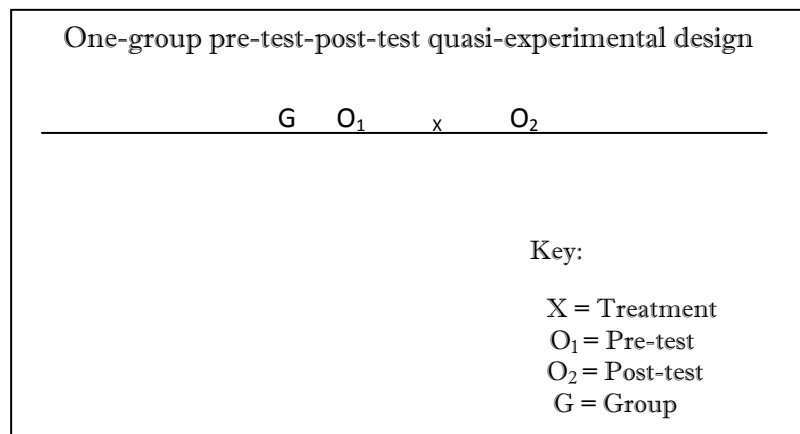 One-group pre-test-post-test quasi-experimental design
G O₁ X O₂
Key:
X = Treatment
O₁ = Pre-test
O₂ = Post-test
G = Group